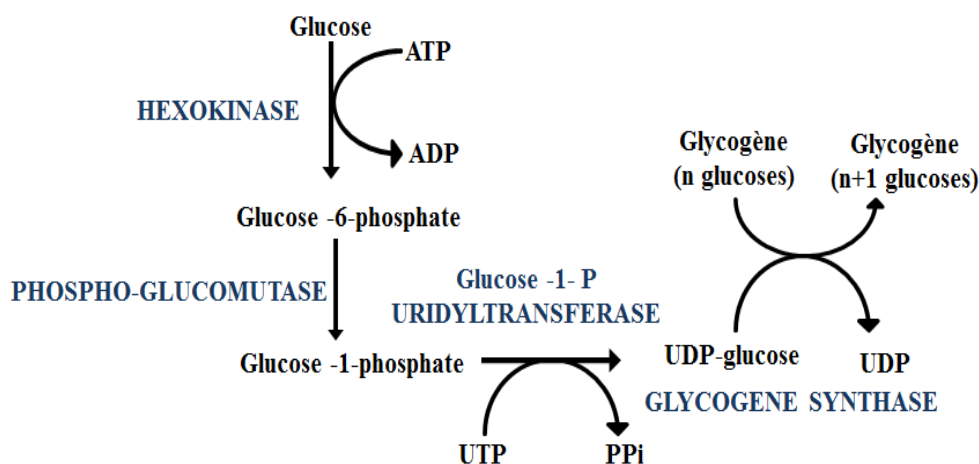 Glucose
ATP
HEXOKINASE
ADP
Glycogène
(n glucoses)
Glycogène
(n+1 glucoses)
Glucose -6-phosphate
PHOSPHO-GLUCOMUTASE
Glucose -1- P
URIDYLTRANSFERASE
Glucose -1-phosphate
UDP-glucose
UDP
GLYCOGENE SYNTHASE
UTP
PPi